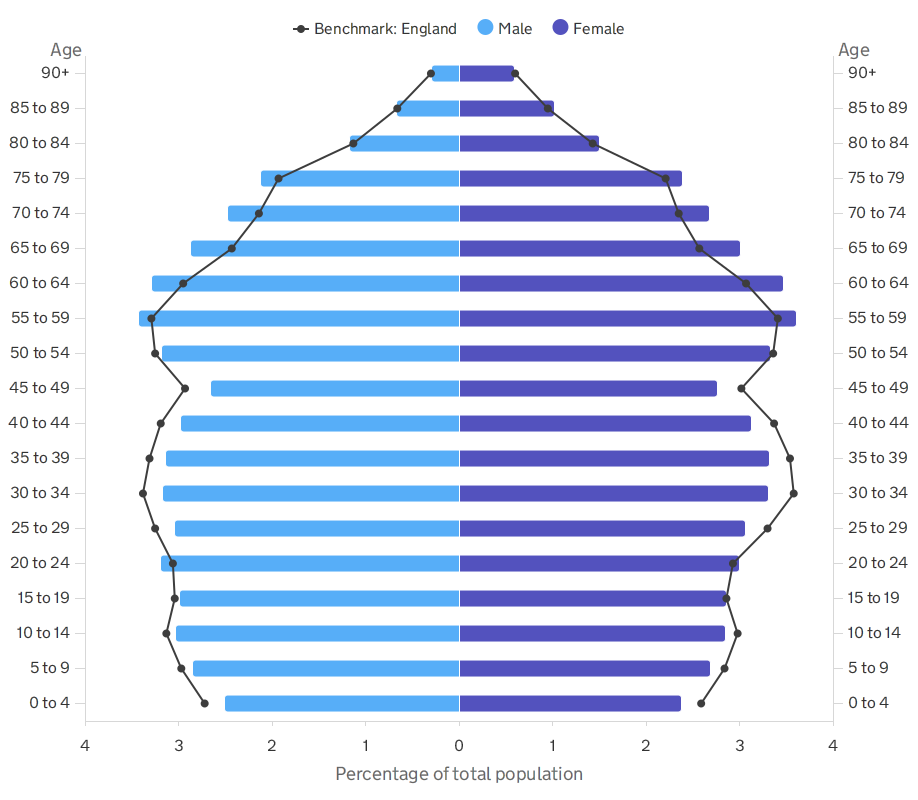 Benchmark: England Male Female
Age Age
90+ 90+
85 to 89 85 to 89
80 to 84 80 to 84
75 to 79 75 to 79
70 to 74 70 to 74
65 to 69 65 to 69
60 to 64 60 to 64
55 to 59 55 to 59
50 to 54 50 to 54
45 to 49 45 to 49
40 to 44 40 to 44
35 to 39 35 to 39
30 to 34 30 to 34
25 to 29 25 to 29
20 to 24 20 to 24
15 to 19 15 to 19
10 to 14 10 to 14
5 to 9 5 to 9
0 to 4 0 to 4
4 3 2 1 0 1 2 3 4
Percentage of total population